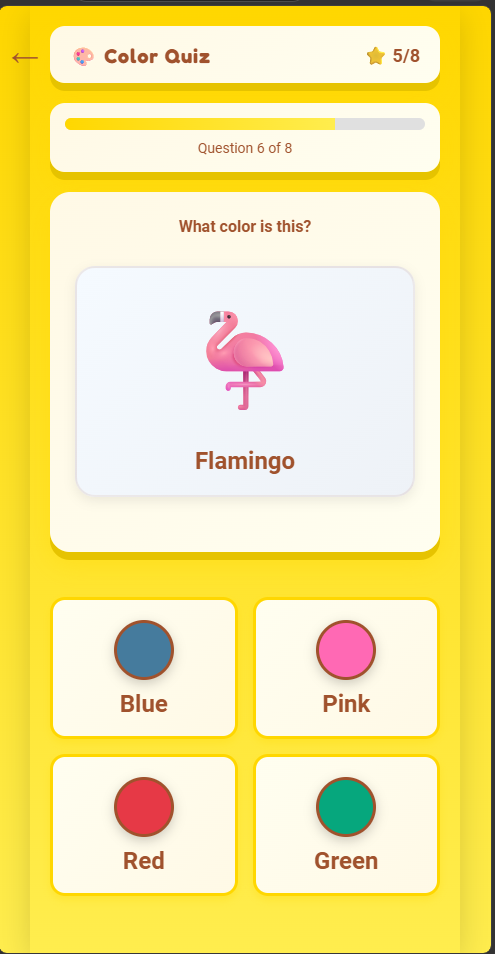 Color Quiz
5/8
Question 6 of 8
What color is this?
Flamingo
Blue
Pink
Red
Green